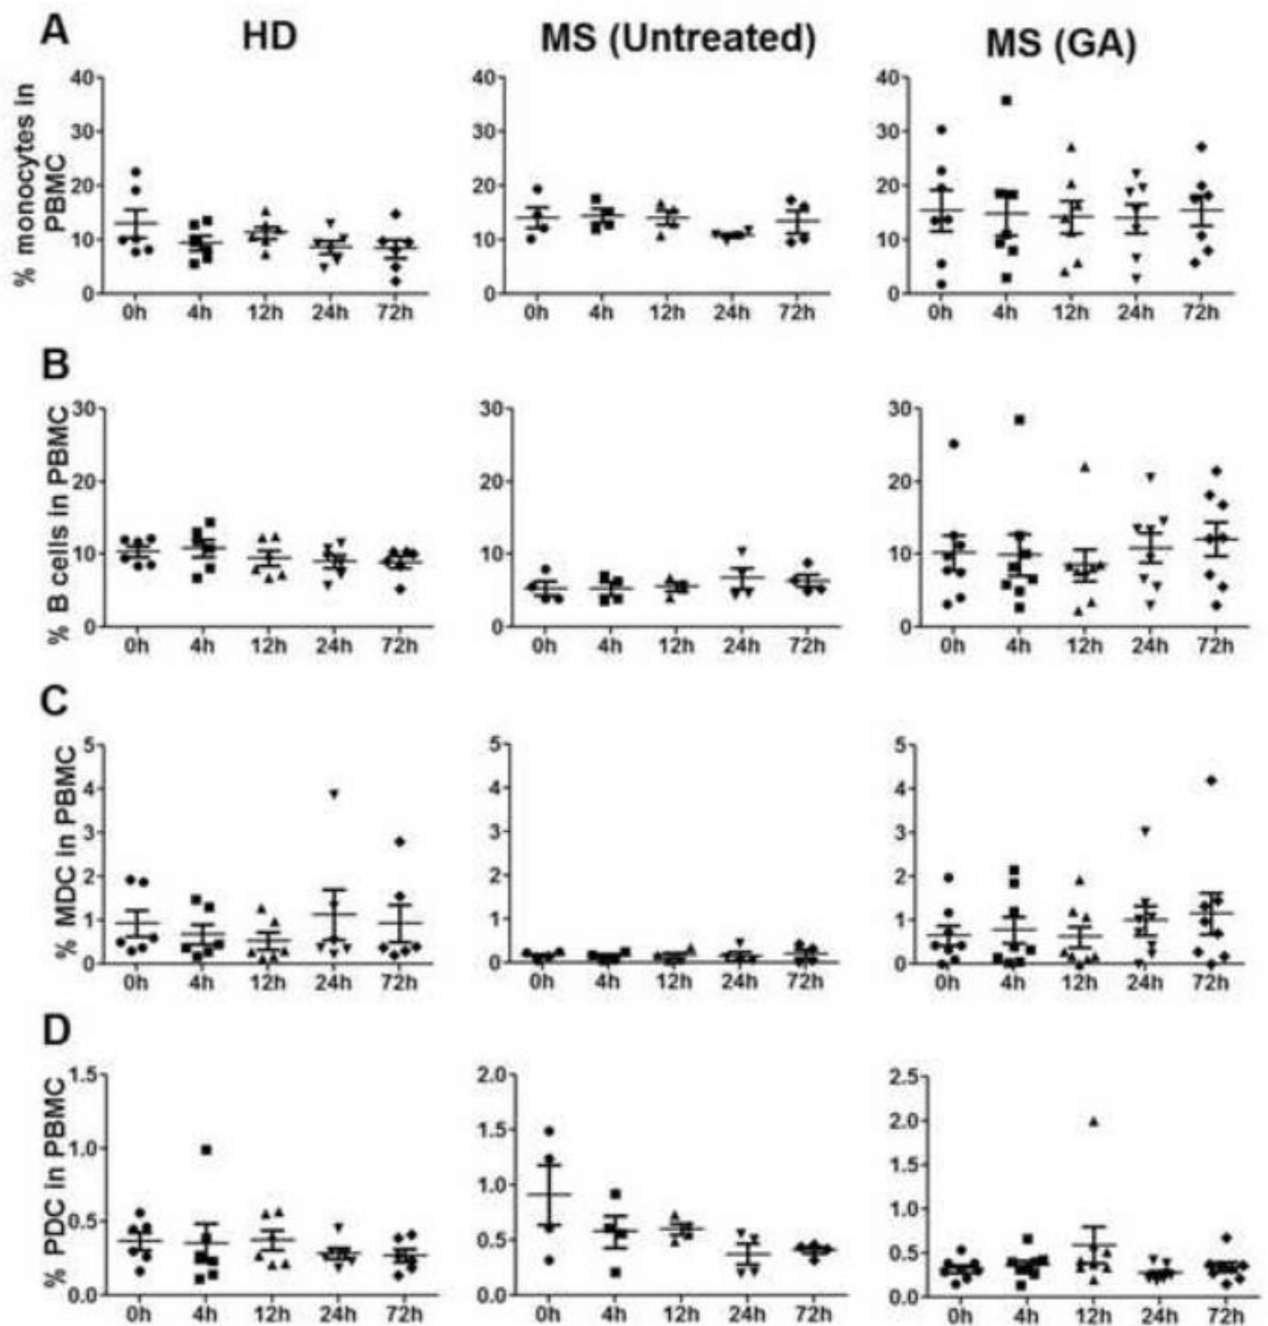 A
HD
MS (Untreated)
MS (GA)
% monocytes in
PBMC
40
30
20
10
0
0h 4h 12h 24h 72h
40
30
20
10
0
0h 4h 12h 24h 72h
40
30
20
10
0
0h 4h 12h 24h 72h
B
% B cells in PBMC
30
20
10
0
0h 4h 12h 24h 72h
30
20
10
0
0h 4h 12h 24h 72h
30
20
10
0
0h 4h 12h 24h 72h
C
% MDC in PBMC
5
4
3
2
1
0
0h 4h 12h 24h 72h
5
4
3
2
1
0
0h 4h 12h 24h 72h
5
4
3
2
1
0
0h 4h 12h 24h 72h
D
% PDC in PBMC
1.5
1.0
0.5
0.0
0h 4h 12h 24h 72h
2.0
1.5
1.0
0.5
0.0
0h 4h 12h 24h 72h
2.5
2.0
1.5
1.0
0.5
0.0
0h 4h 12h 24h 72h